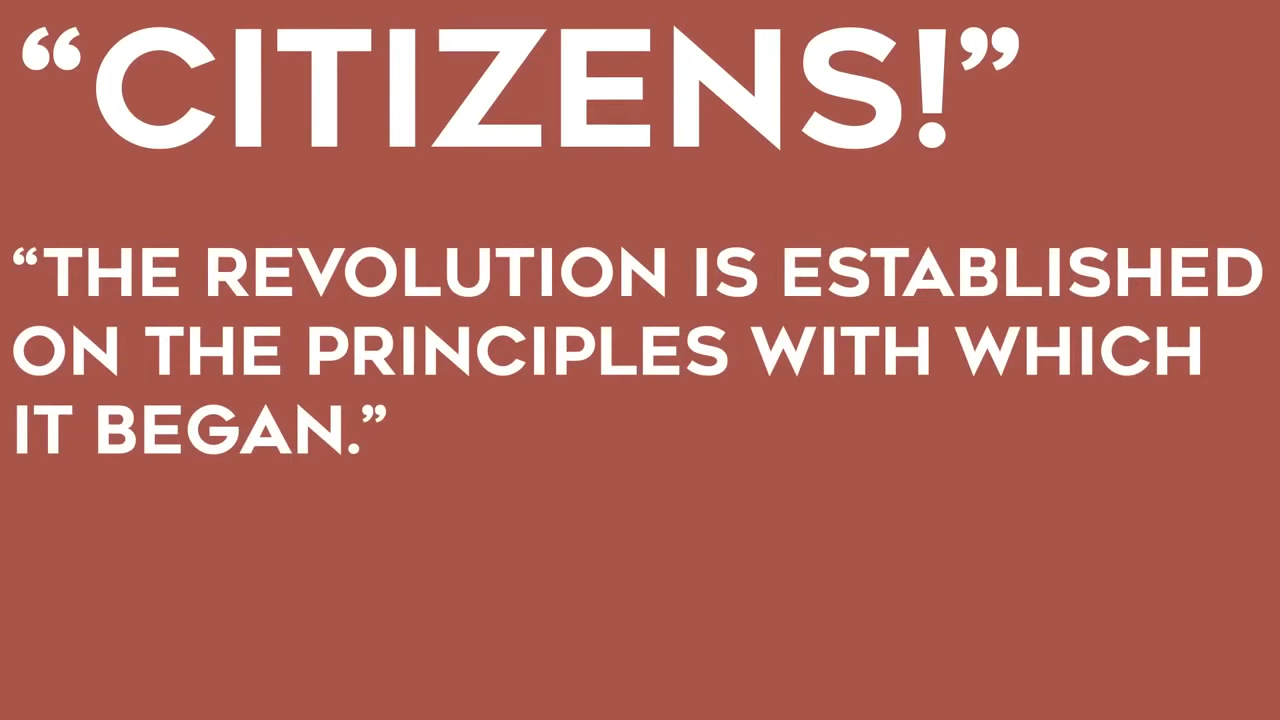 “CITIZENS!”
“THE REVOLUTION IS ESTABLISHED
ON THE PRINCIPLES WITH WHICH
IT BEGAN.”